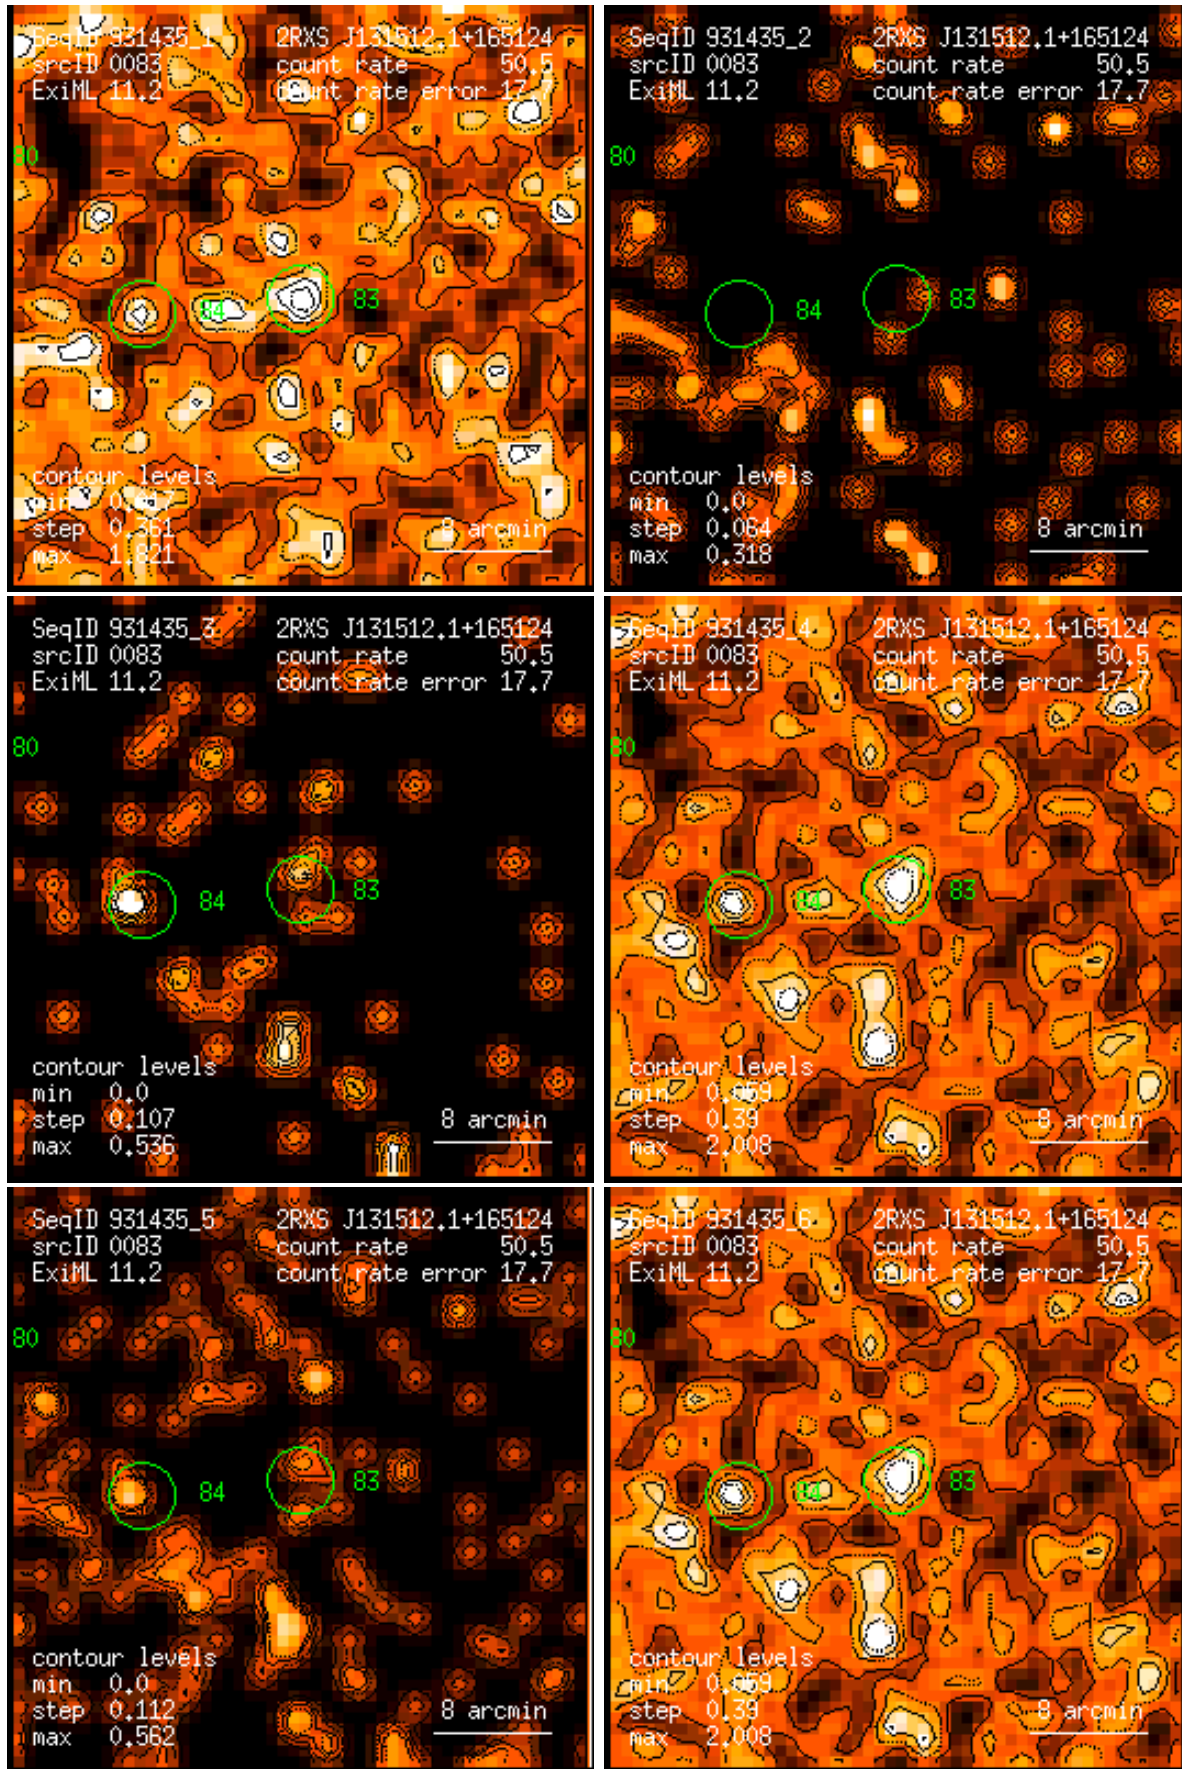 SeqID 931435_1 2RXS J131512.1+165124
srcID 0083 count rate 50.5
ExiML 11.2 count rate error 17.7
80
84 83
contour levels
min 0.017
step 0.361
max 1.821
8 arcmin
SeqID 931435_2 2RXS J131512.1+165124
srcID 0083 count rate 50.5
ExiML 11.2 count rate error 17.7
80
84 83
contour levels
min 0.0
step 0.064
max 0.318
8 arcmin
SeqID 931435_3 2RXS J131512.1+165124
srcID 0083 count rate 50.5
ExiML 11.2 count rate error 17.7
80
84 83
contour levels
min 0.0
step 0.107
max 0.536
8 arcmin
SeqID 931435_4 2RXS J131512.1+165124
srcID 0083 count rate 50.5
ExiML 11.2 count rate error 17.7
80
84 83
contour levels
min 0.059
step 0.39
max 2.008
8 arcmin
SeqID 931435_5 2RXS J131512.1+165124
srcID 0083 count rate 50.5
ExiML 11.2 count rate error 17.7
80
84 83
contour levels
min 0.0
step 0.112
max 0.562
8 arcmin
SeqID 931435_6 2RXS J131512.1+165124
srcID 0083 count rate 50.5
ExiML 11.2 count rate error 17.7
80
84 83
contour levels
min 0.059
step 0.39
max 2.008
8 arcmin